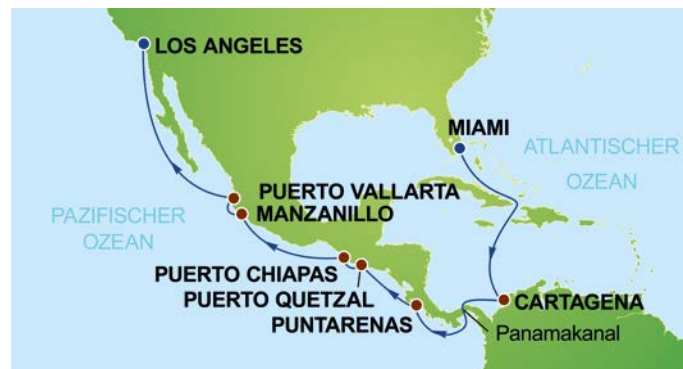 LOS ANGELES
MIAMI
ATLANTISCHER
OZEAN
PUERTO VALLARTA
MANZANILLO
PAZIFISCHER
OZEAN
PUERTO CHIAPAS
PUERTO QUETZAL
PUNTARENAS
CARTAGENA
Panamakanal